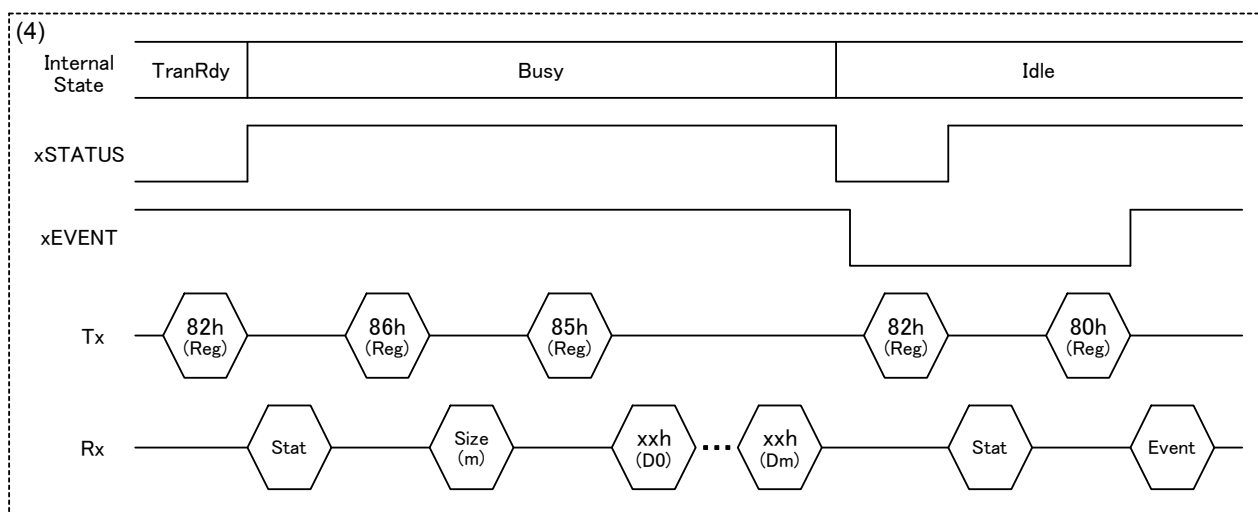 (4)
Internal
State
TranRdy
Busy
Idle
xSTATUS
xEVENT
Tx
82h
(Reg)
86h
(Reg)
85h
(Reg)
82h
(Reg)
80h
(Reg)
Rx
Stat
Size
(m)
xxh
(D0)
•••
xxh
(Dm)
Stat
Event